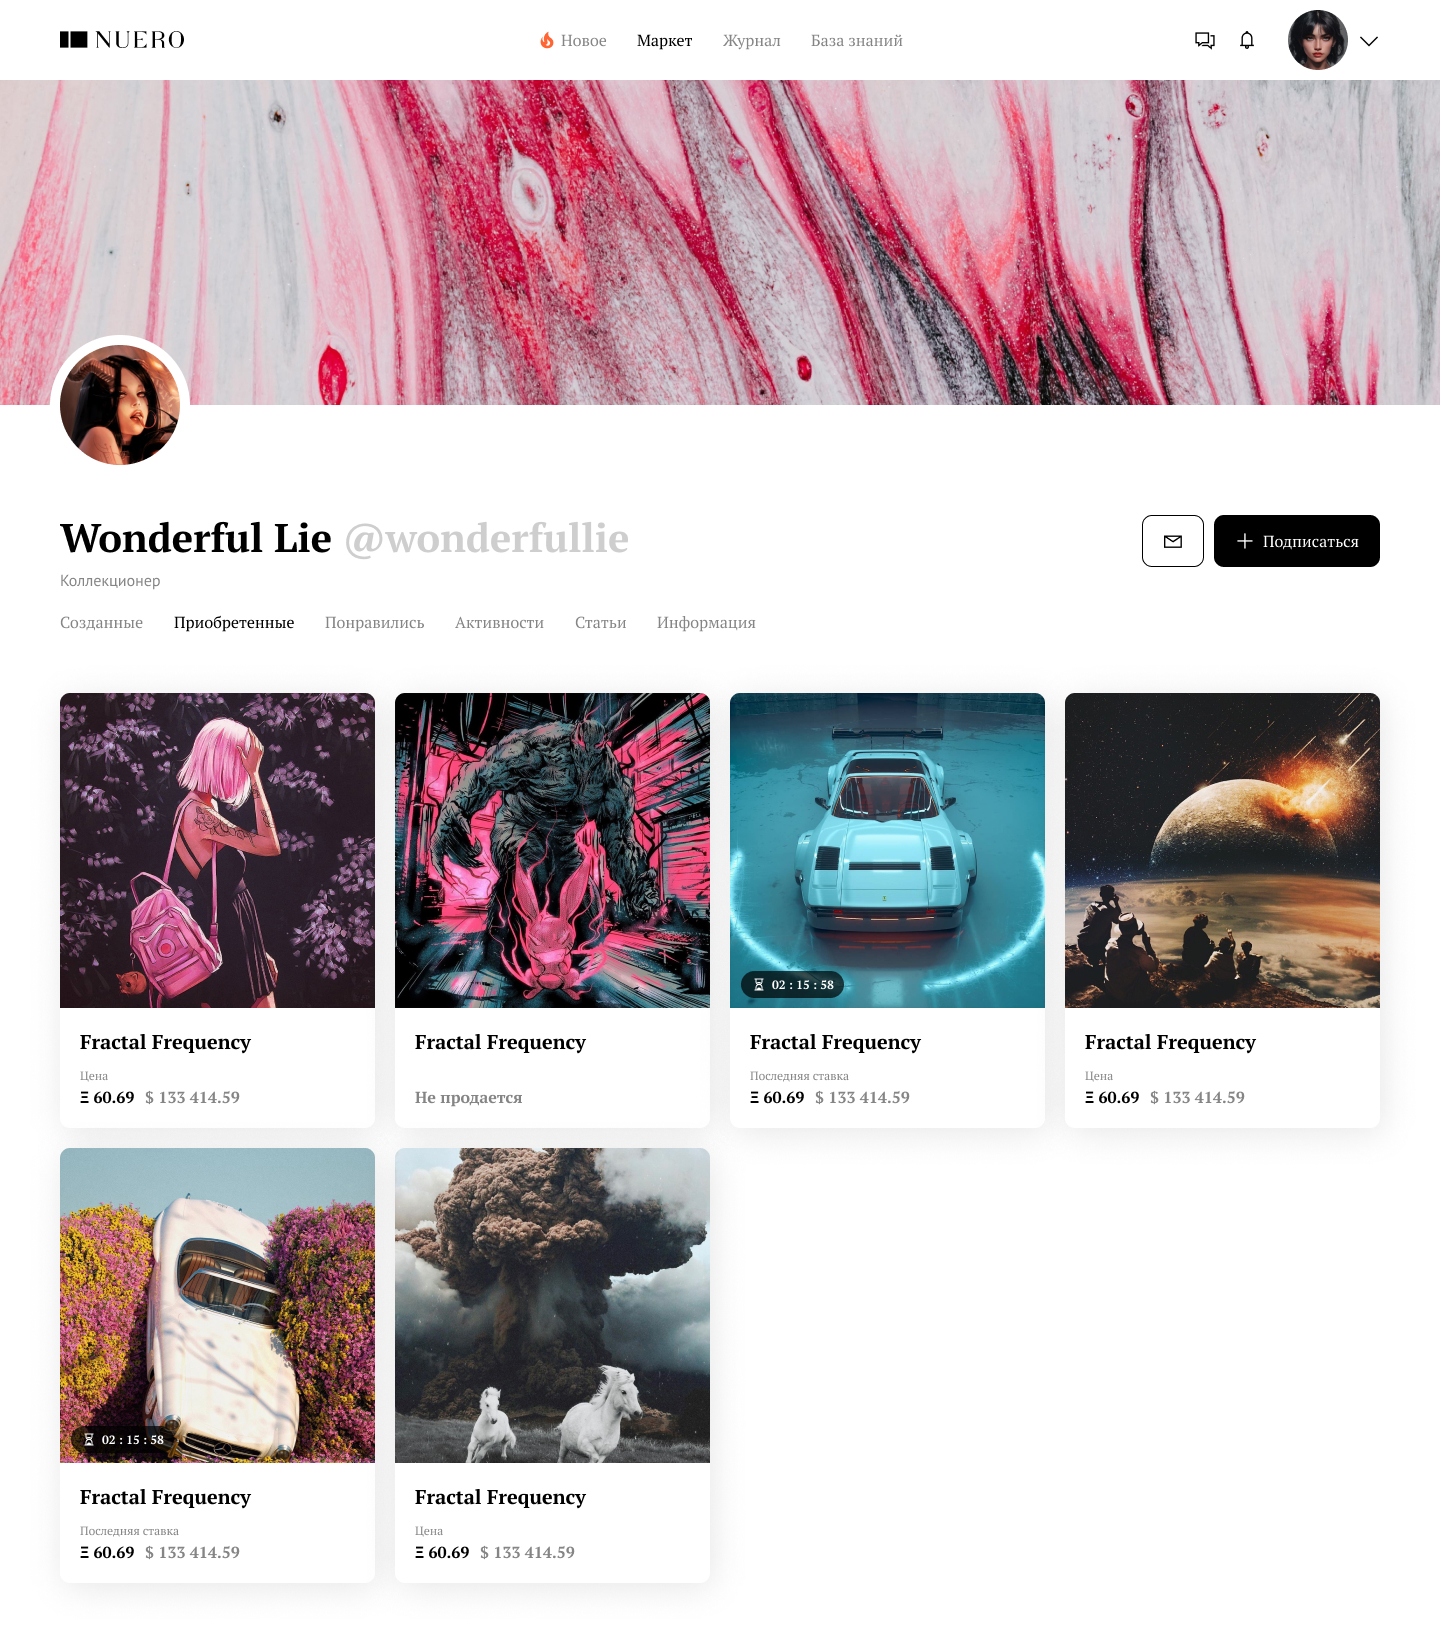 NUERO
Новое Маркет Журнал База знаний
Wonderful Lie @wonderfullie
Подписаться
Коллекционер
Созданные Приобретенные Понравились Активности Статьи Информация
02 : 15 : 58
Fractal Frequency Fractal Frequency Fractal Frequency Fractal Frequency
Цена Последняя ставка Цена
Ξ 60.69 $ 133 414.59 Не продается Ξ 60.69 $ 133 414.59 Ξ 60.69 $ 133 414.59
02 : 15 : 58
Fractal Frequency Fractal Frequency
Последняя ставка Цена
Ξ 60.69 $ 133 414.59 Ξ 60.69 $ 133 414.59